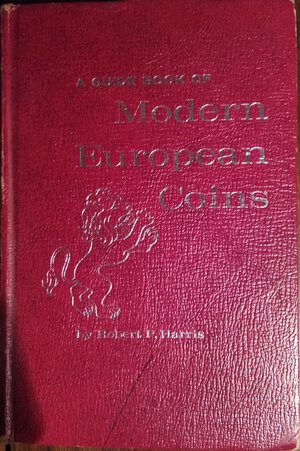 A GUIDE BOOK OF
Modern
European
Coins
by Robert P. Harris